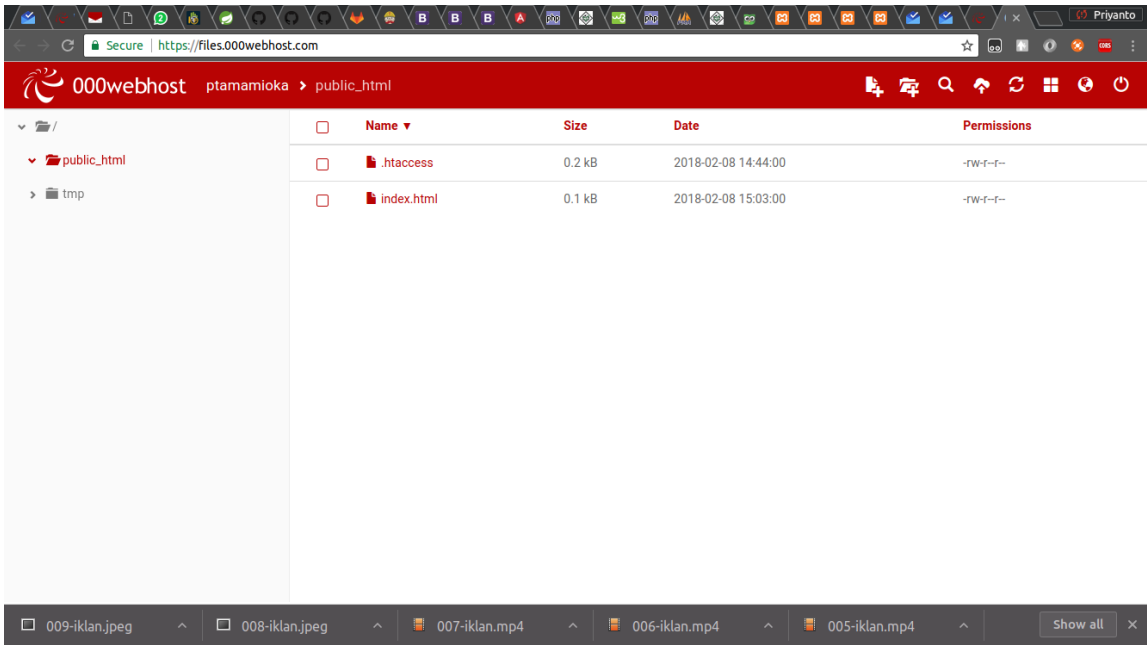 Priyanto
Secure | https://files.000webhost.com
000webhost ptamamioka > public_html
/
public_html
tmp
Name ▼ Size Date Permissions
.htaccess 0.2 kB 2018-02-08 14:44:00 -rw-r--r--
index.html 0.1 kB 2018-02-08 15:03:00 -rw-r--r--
009-iklan.jpeg 008-iklan.jpeg 007-iklan.mp4 006-iklan.mp4 005-iklan.mp4 Show all